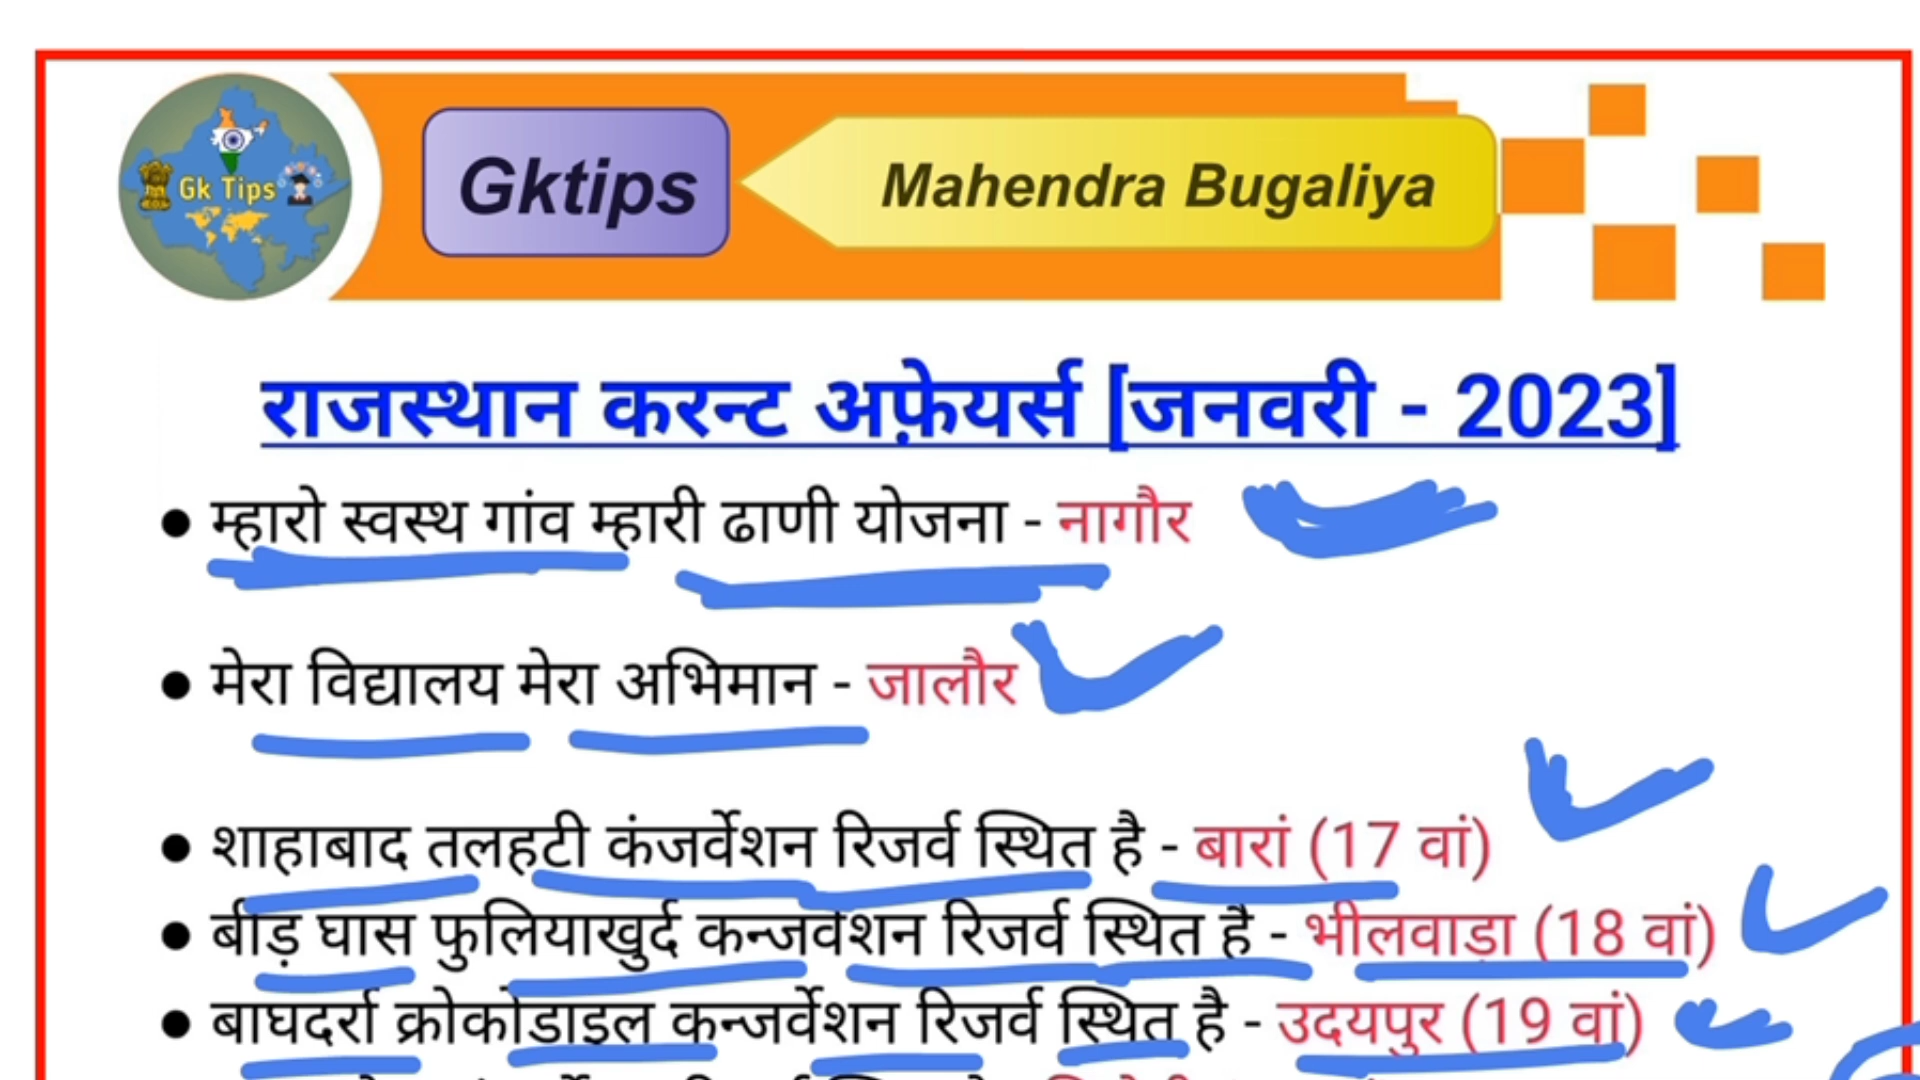 Gk Tips
Gktips
Mahendra Bugaliya
राजस्थान करन्ट अफ़ेयर्स [जनवरी - 2023]
● म्हारो स्वस्थ गांव म्हारी ढाणी योजना - नागौर
● मेरा विद्यालय मेरा अभिमान - जालौर
● शाहाबाद तलहटी कंजर्वेशन रिजर्व स्थित है - बारां (17 वां)
● बीड़ घास फुलियाखुर्द कन्जर्वेशन रिजर्व स्थित है - भीलवाड़ा (18 वां)
● बाघदर्रा क्रोकोडाइल कन्जर्वेशन रिजर्व स्थित है - उदयपुर (19 वां)